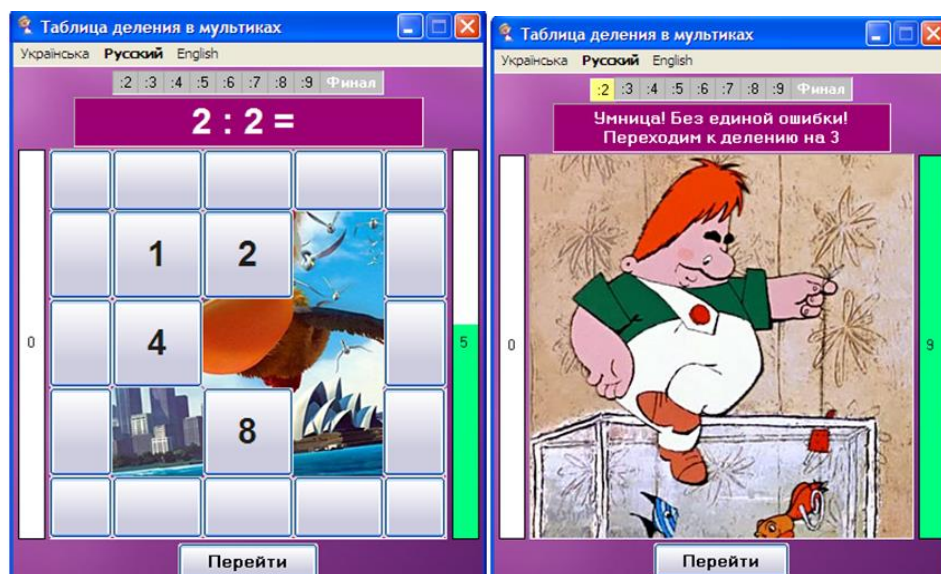 Таблица деления в мультиках
Українська Русский English
:2 :3 :4 :5 :6 :7 :8 :9 Финал
2 : 2 =
1 2
4
0
5
8
Перейти
Таблица деления в мультиках
Українська Русский English
:2 :3 :4 :5 :6 :7 :8 :9 Финал
Умница! Без единой ошибки!
Переходим к делению на 3
0
9
Перейти